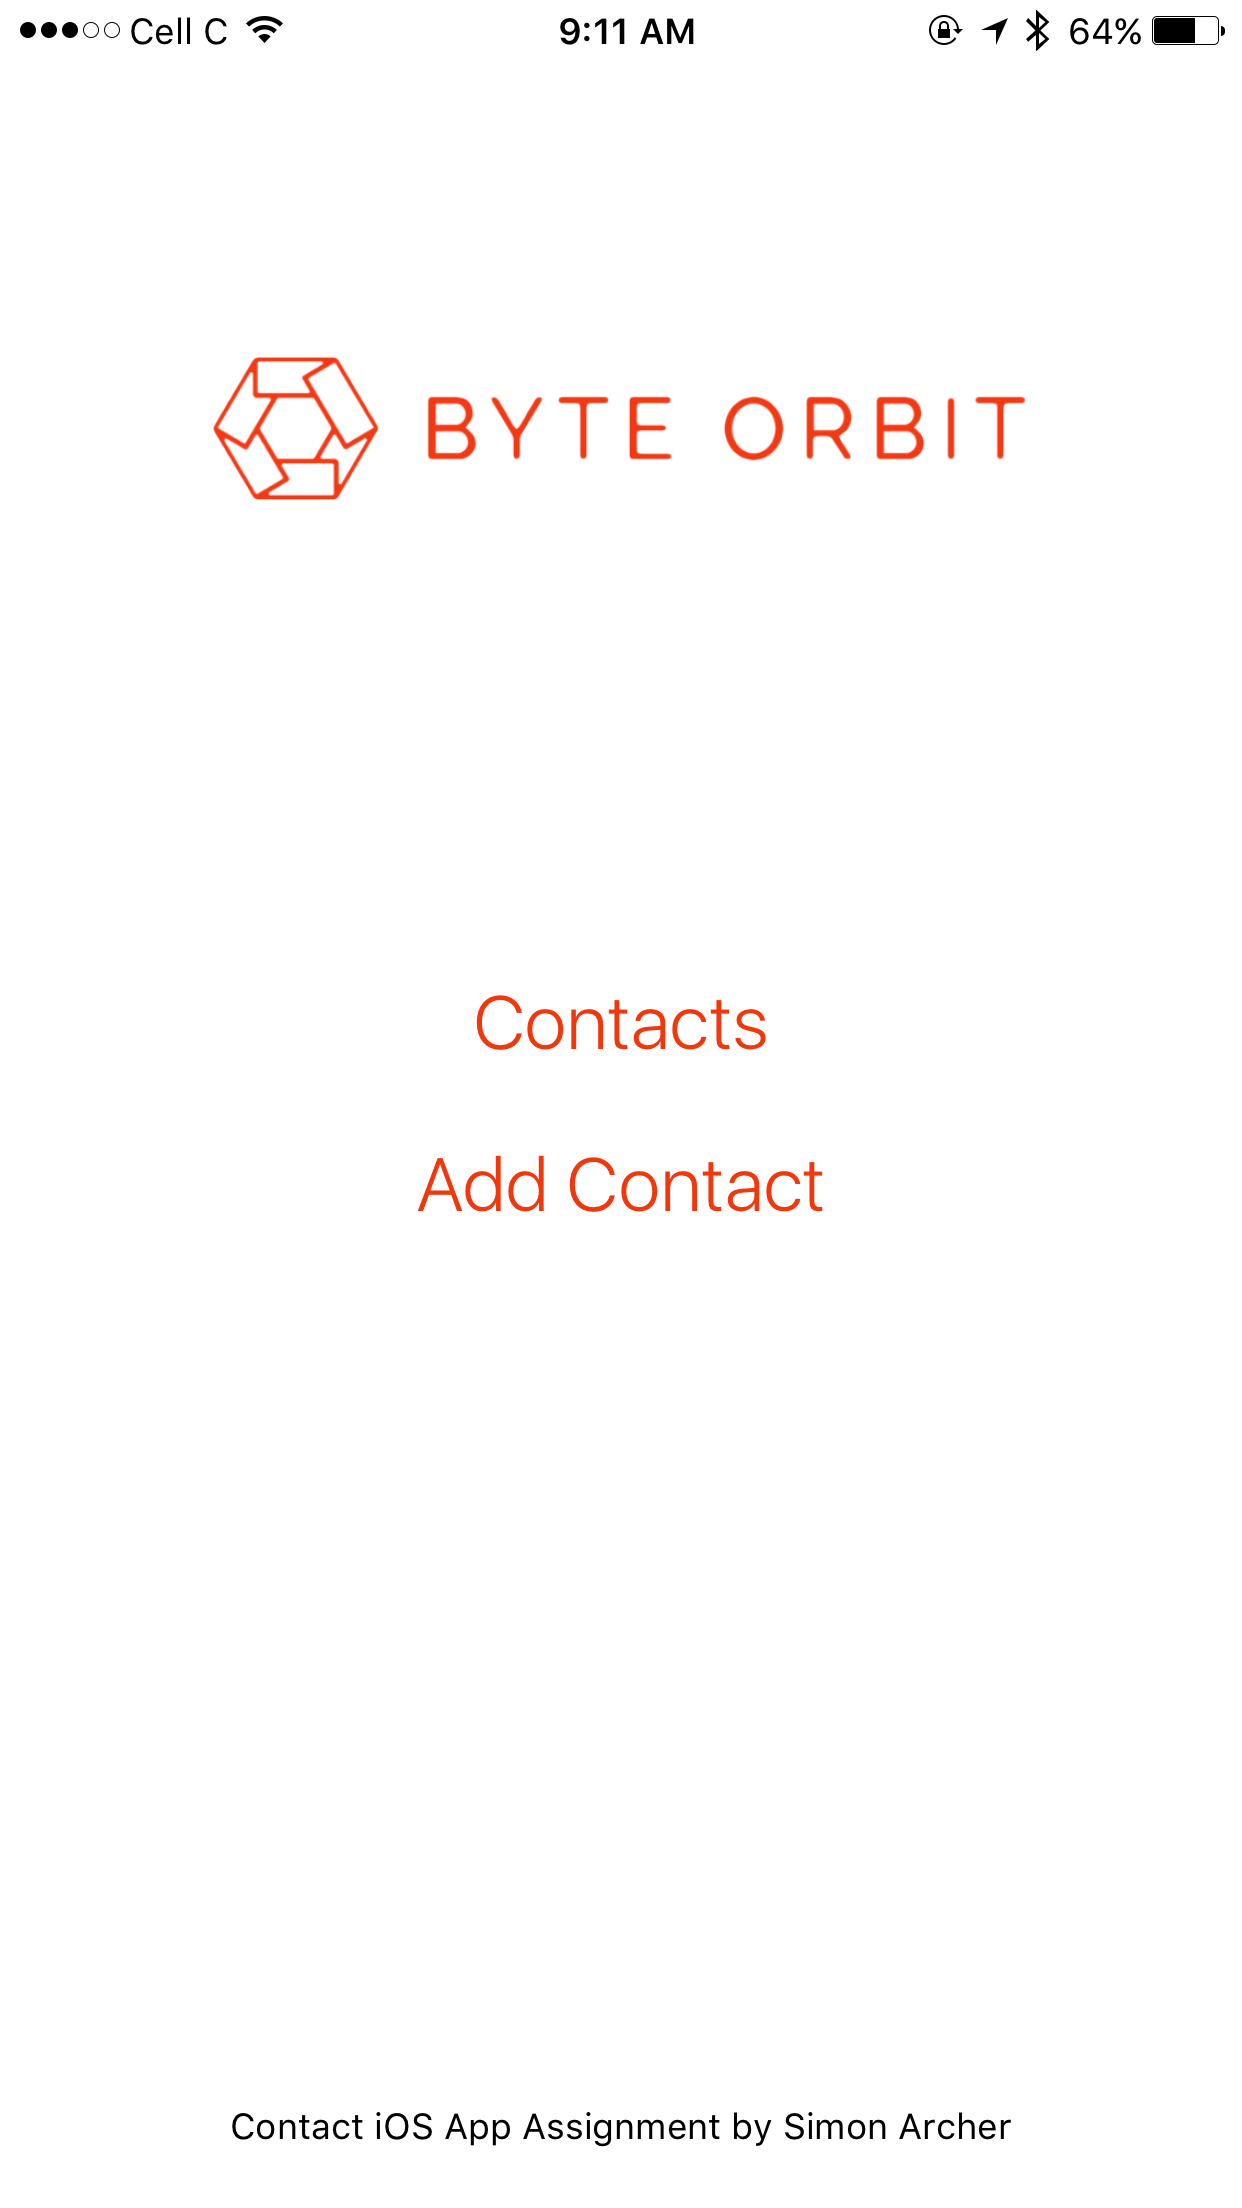 Cell C 9:11 AM 64%
BYTE ORBIT
Contacts
Add Contact
Contact iOS App Assignment by Simon Archer